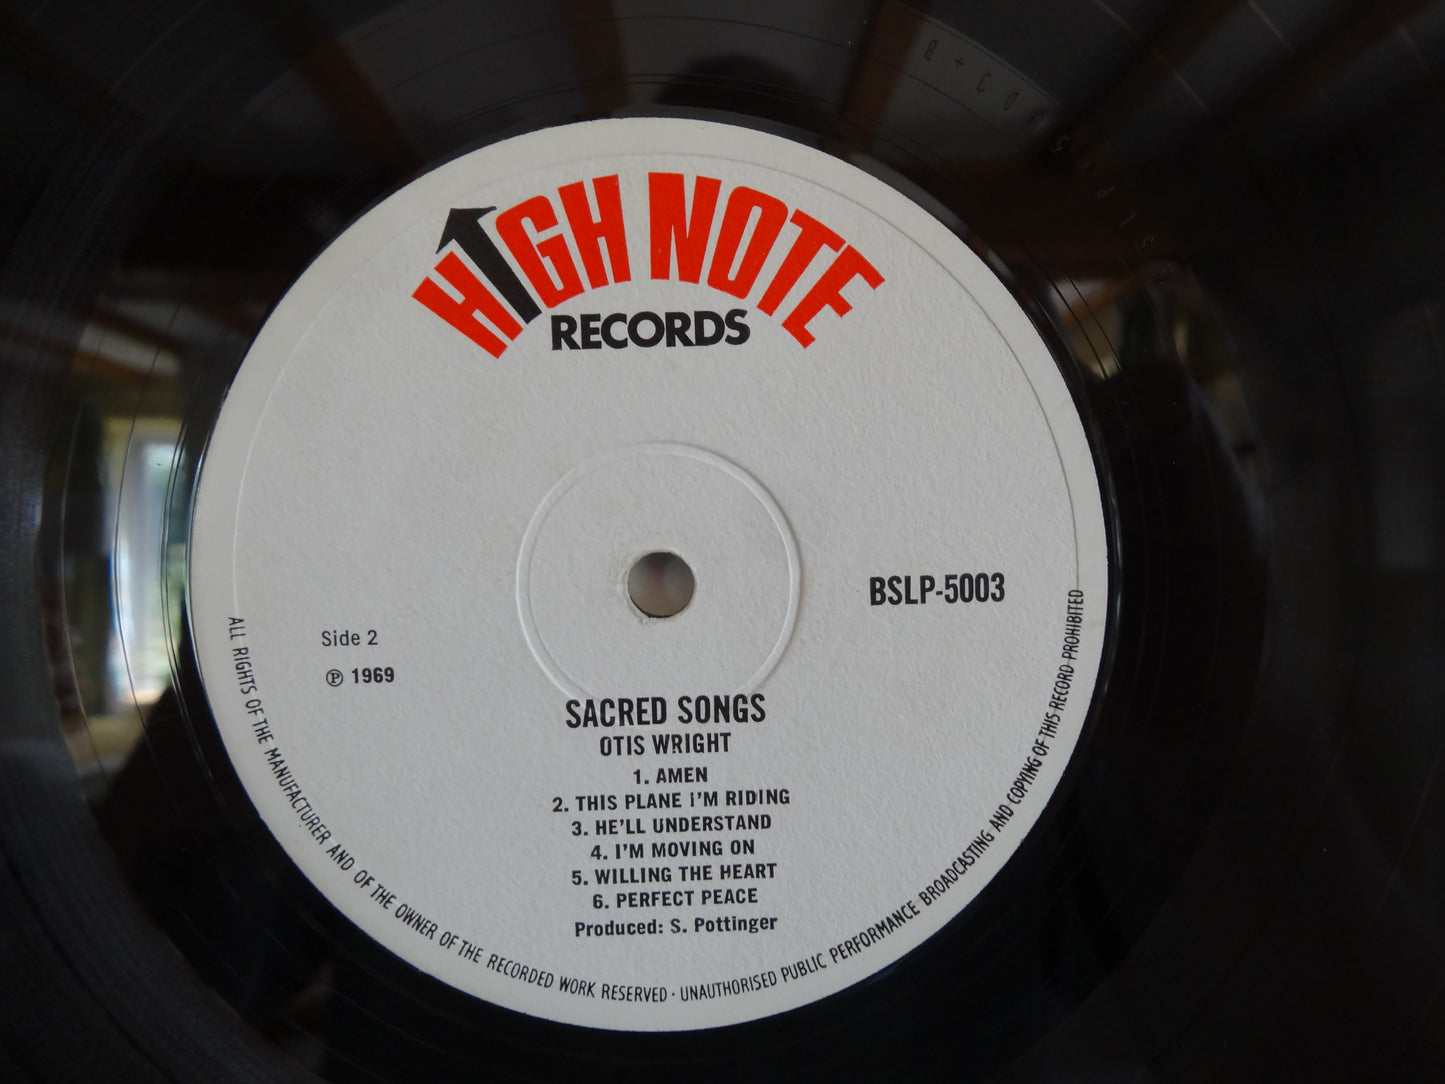 HIGH NOTE
RECORDS
BSLP-5003
Side 2
℗ 1969
SACRED SONGS
OTIS WRIGHT
1. AMEN
2. THIS PLANE I'M RIDING
3. HE'LL UNDERSTAND
4. I'M MOVING ON
5. WILLING THE HEART
6. PERFECT PEACE
Produced: S. Pottinger
ALL RIGHTS OF THE MANUFACTURER AND OF THE OWNER OF THE RECORDED WORK RESERVED · UNAUTHORISED PUBLIC PERFORMANCE BROADCASTING AND COPYING OF THIS RECORD PROHIBITED